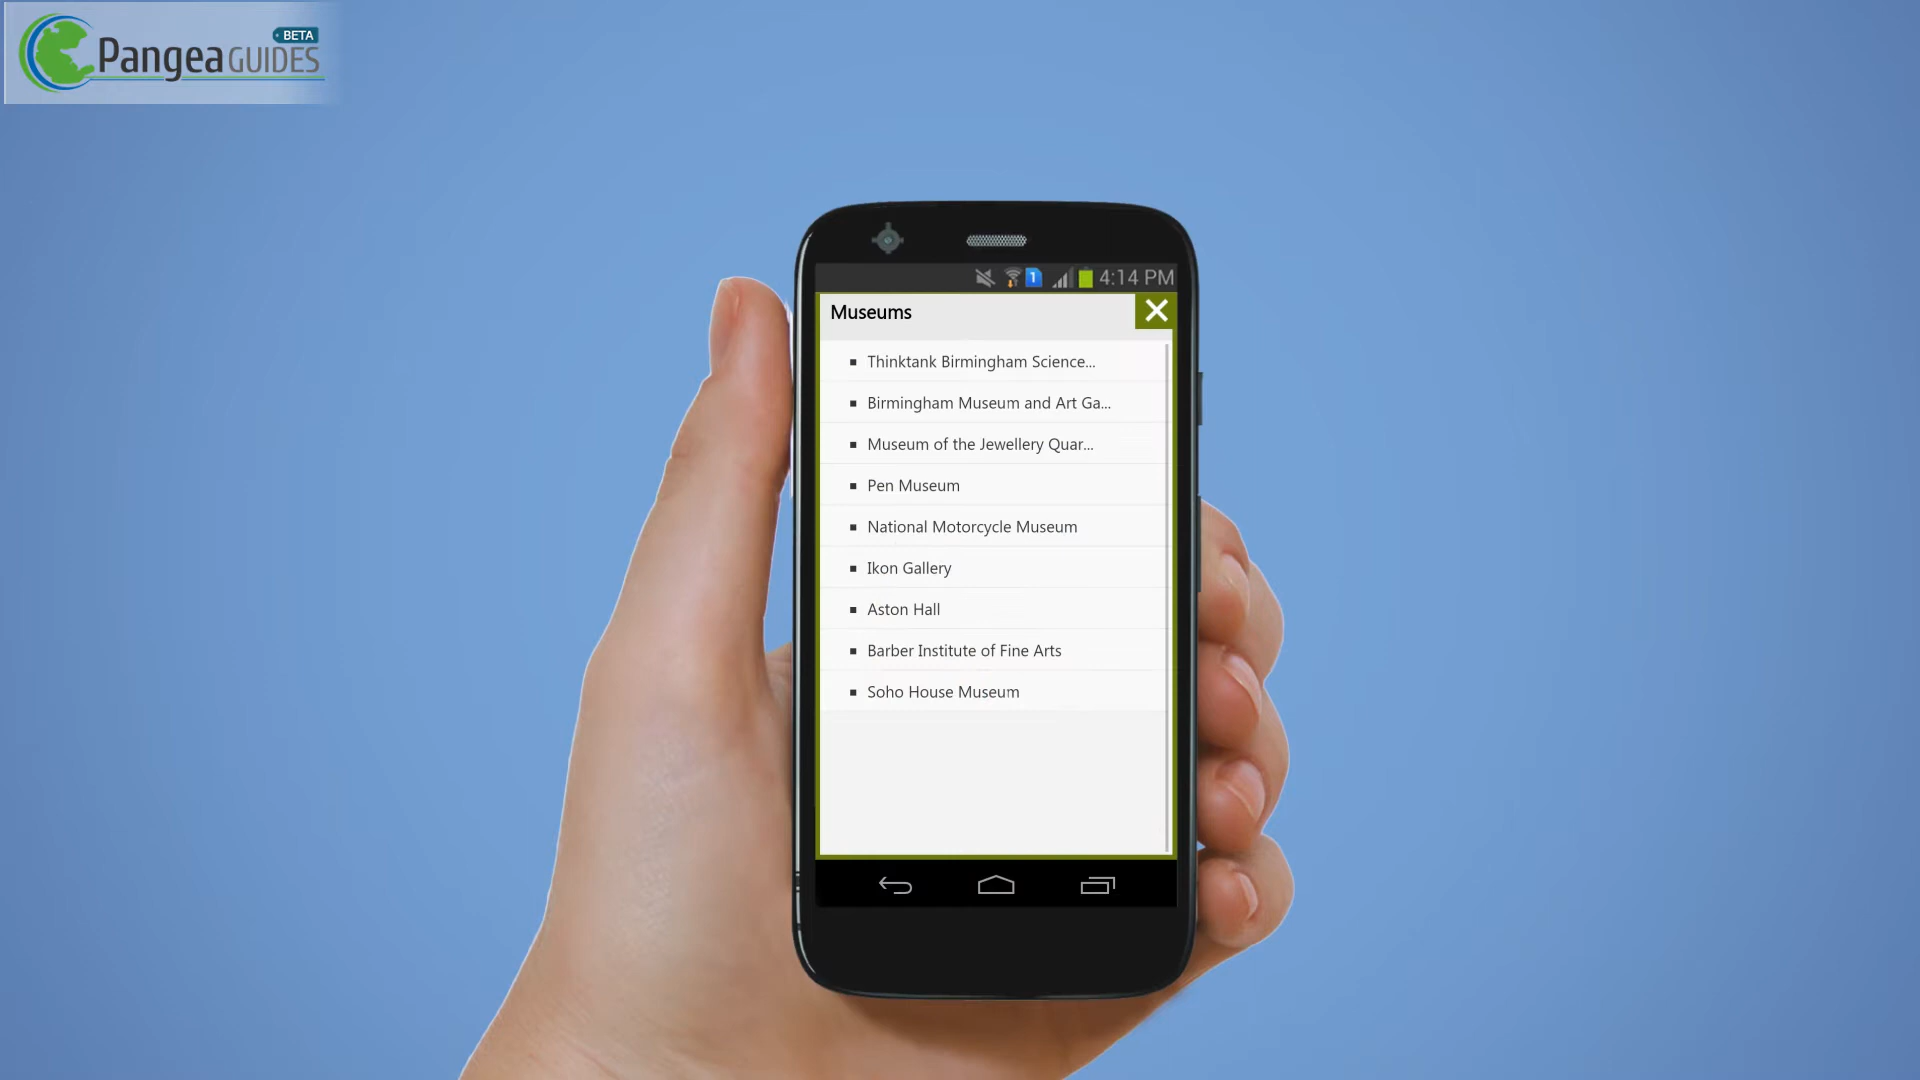 BETA
Pangea GUIDES
1 4:14 PM
Museums
Thinktank Birmingham Science...
Birmingham Museum and Art Ga...
Museum of the Jewellery Quar...
Pen Museum
National Motorcycle Museum
Ikon Gallery
Aston Hall
Barber Institute of Fine Arts
Soho House Museum